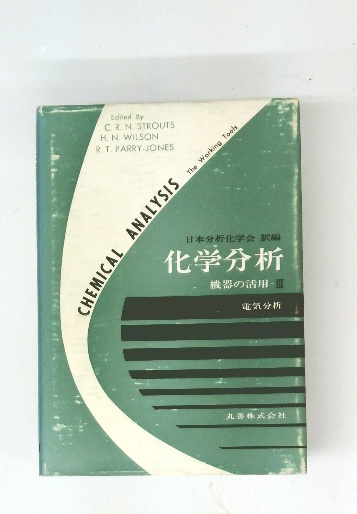 Edited By
C. R. N. STROUTS
H. N. WILSON
R. T. PARRY-JONES
CHEMICAL ANALYSIS
The Working Tools
日本分析化学会 訳編
化学分析
機器の活用-III
電気分析
丸善株式会社